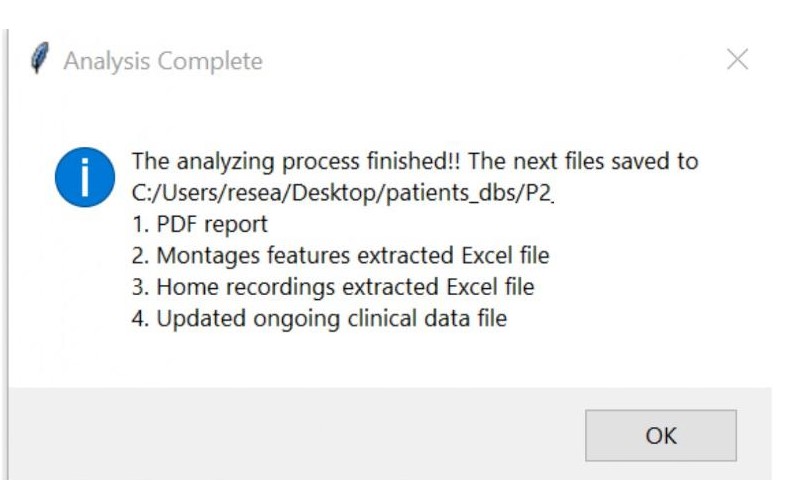 Analysis Complete
The analyzing process finished!! The next files saved to
C:/Users/resea/Desktop/patients_dbs/P2_
1. PDF report
2. Montages features extracted Excel file
3. Home recordings extracted Excel file
4. Updated ongoing clinical data file
OK